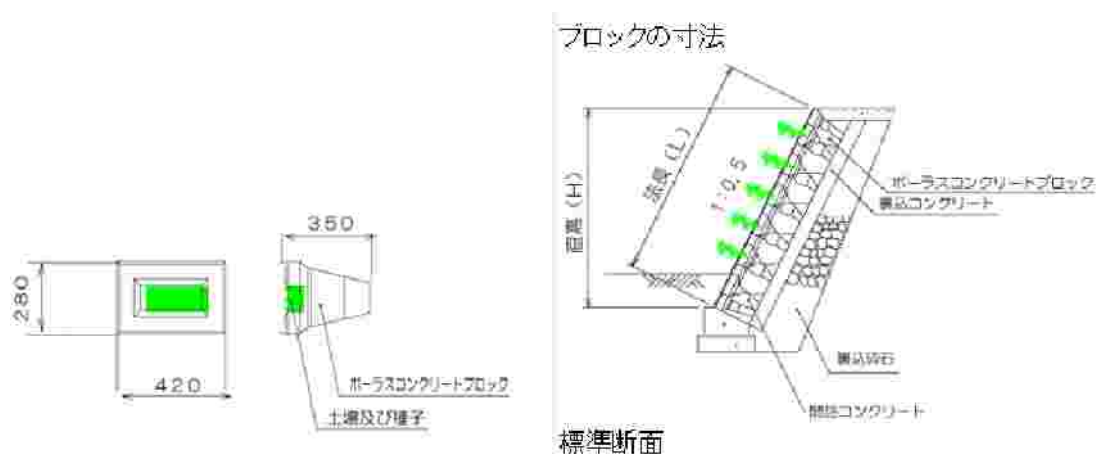 280
420
350
ポーラスコンクリートブロック
土壌及び種子
ブロックの寸法
法長(L)
直高(H)
1:0.5
ポーラスコンクリートブロック
裏込コンクリート
裏込砕石
胴込コンクリート
標準断面